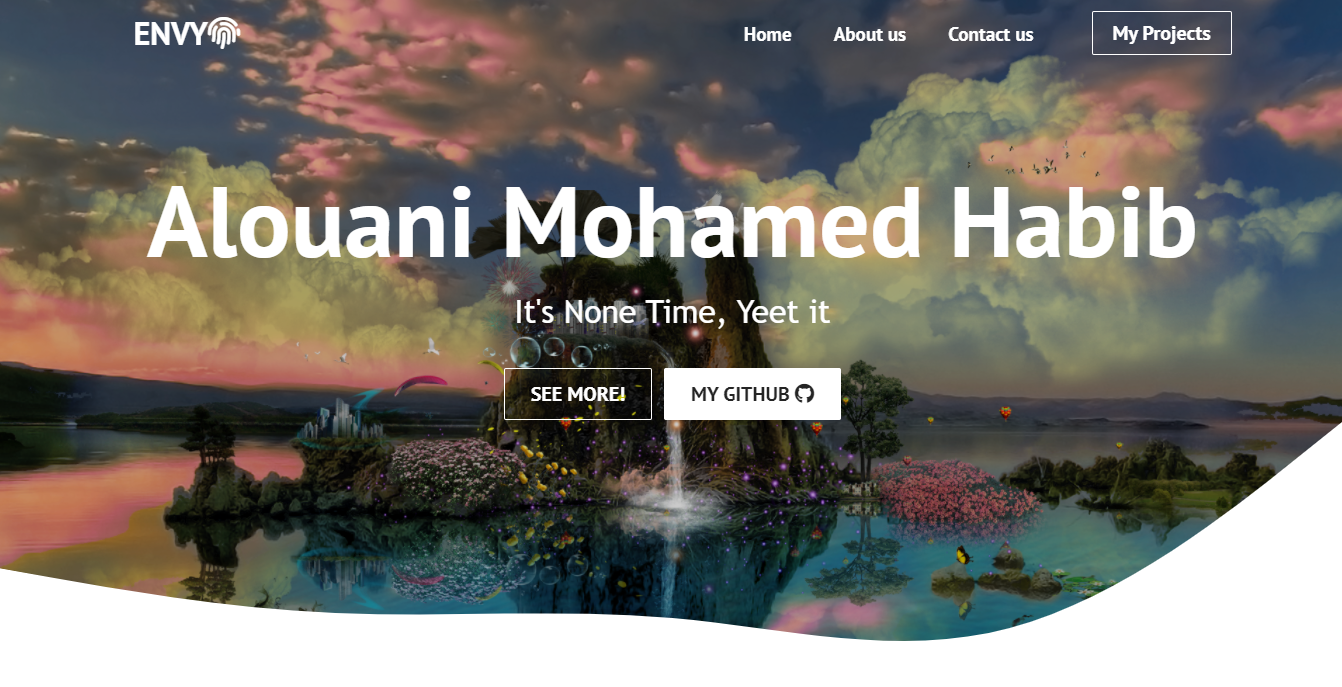 ENVY
Home About us Contact us My Projects
Alouani Mohamed Habib
It's None Time, Yeet it
SEE MORE! MY GITHUB